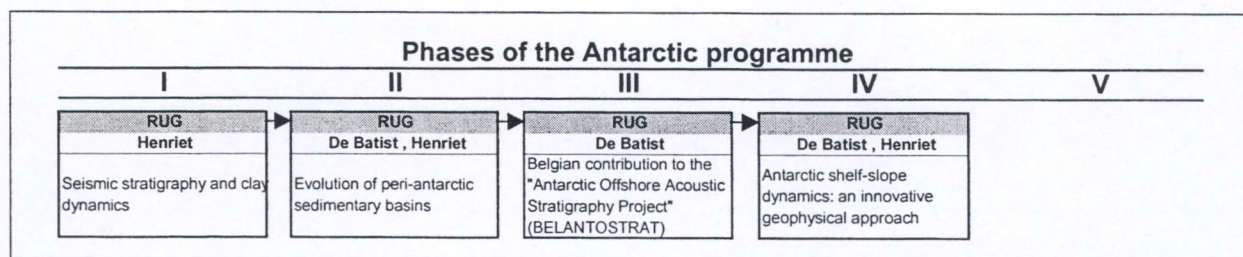 Phases of the Antarctic programme
I II III IV V
RUG
Henriet
Seismic stratigraphy and clay
dynamics
RUG
De Batist , Henriet
Evolution of peri-antarctic
sedimentary basins
RUG
De Batist
Belgian contribution to the
"Antarctic Offshore Acoustic
Stratigraphy Project"
(BELANTOSTRAT)
RUG
De Batist , Henriet
Antarctic shelf-slope
dynamics: an innovative
geophysical approach